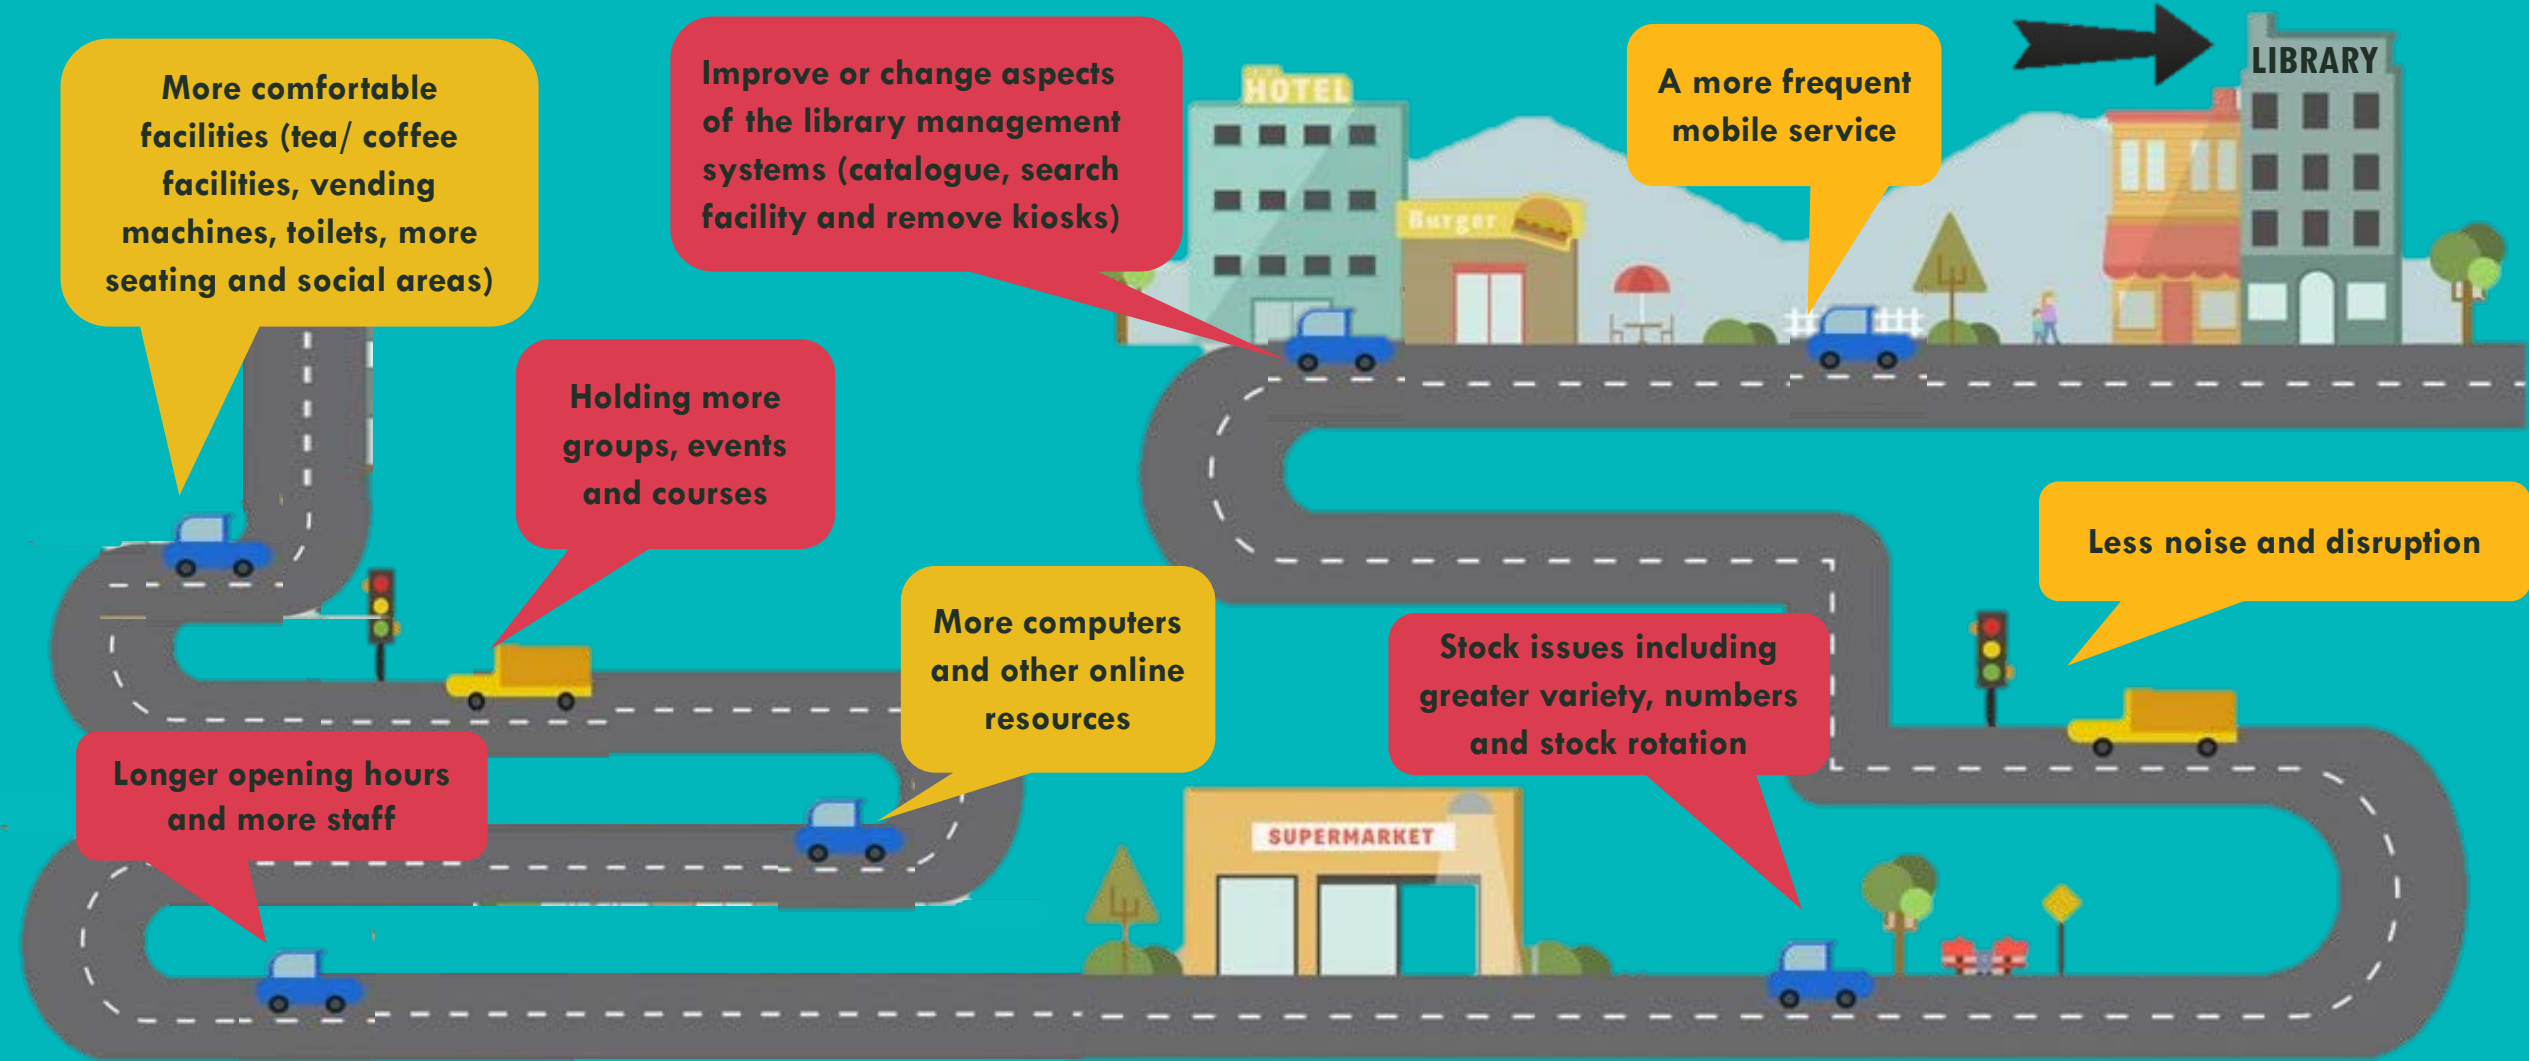 More comfortable
facilities (tea/ coffee
facilities, vending
machines, toilets, more
seating and social areas)
Improve or change aspects
of the library management
systems (catalogue, search
facility and remove kiosks)
HOTEL
Burger
A more frequent
mobile service
LIBRARY
Holding more
groups, events
and courses
Less noise and disruption
More computers
and other online
resources
Stock issues including
greater variety, numbers
and stock rotation
Longer opening hours
and more staff
SUPERMARKET